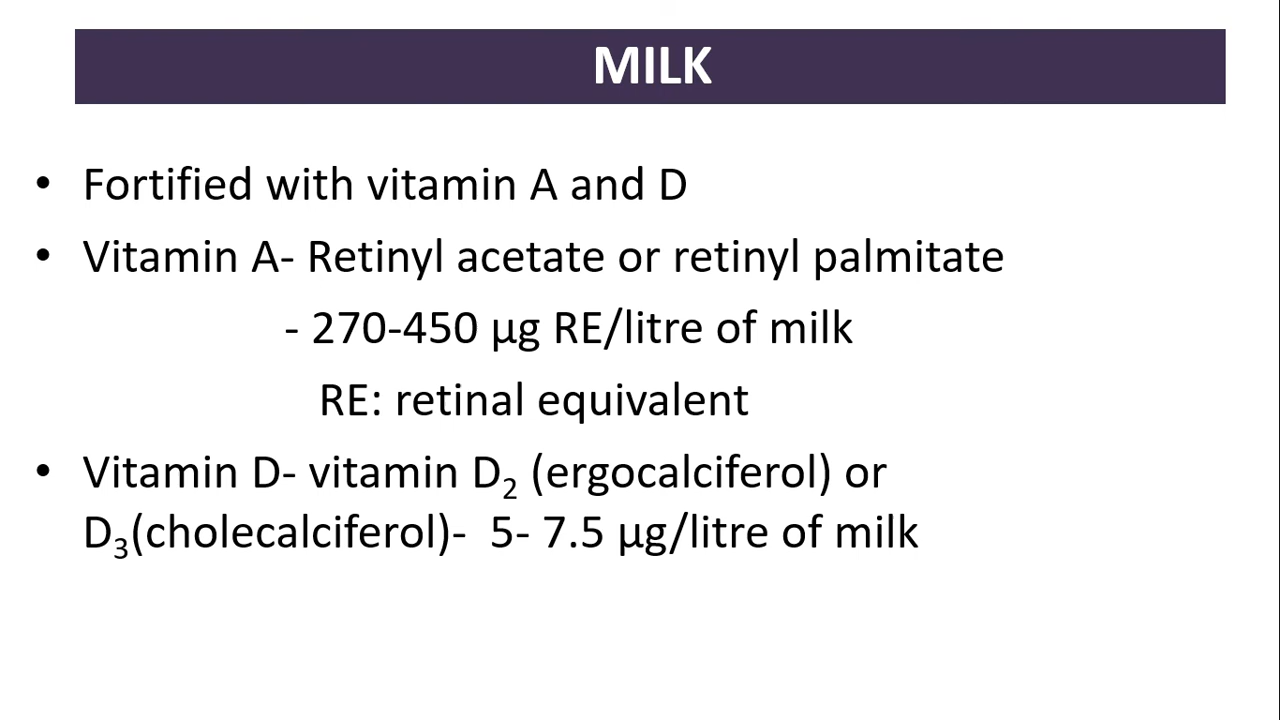 MILK
• Fortified with vitamin A and D
• Vitamin A- Retinyl acetate or retinyl palmitate
- 270-450 µg RE/litre of milk
RE: retinal equivalent
• Vitamin D- vitamin D₂ (ergocalciferol) or
D₃(cholecalciferol)- 5- 7.5 µg/litre of milk